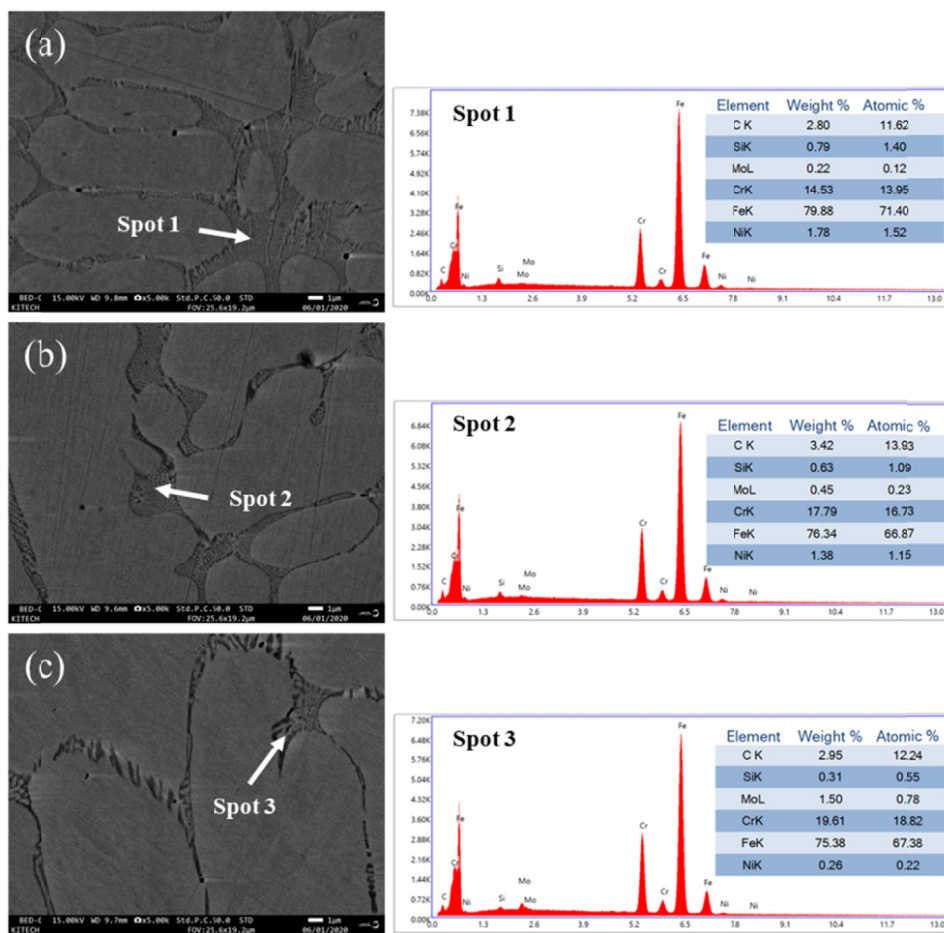 (a)
Spot 1
BED-C 15.00kV WD 9.8mm x5.00k Std.P.C.50.0 STD 1μm
KITECH FOV:25.6x19.2μm 06/01/2020
Spot 1
7.38K
6.56K
5.74K
4.92K
4.10K
3.28K
2.46K
1.64K
0.82K
0.00K
0.0 1.3 2.6 3.9 5.2 6.5 7.8 9.1 10.4 11.7 13.0
C Cr Fe Ni Si Mo Mo Cr Cr Fe Fe Ni Ni
Element Weight % Atomic %
C K 2.80 11.62
SiK 0.79 1.40
MoL 0.22 0.12
CrK 14.53 13.95
FeK 79.88 71.40
NiK 1.78 1.52
(b)
Spot 2
BED-C 15.00kV WD 9.6mm x5.00k Std.P.C.50.0 STD 1μm
KITECH FOV:25.6x19.2μm 06/01/2020
Spot 2
6.84K
6.08K
5.32K
4.56K
3.80K
3.04K
2.28K
1.52K
0.76K
0.00K
0.0 1.3 2.6 3.9 5.2 6.5 7.8 9.1 10.4 11.7 13.0
C Cr Fe Ni Si Mo Mo Cr Cr Fe Fe Ni Ni
Element Weight % Atomic %
C K 3.42 13.93
SiK 0.63 1.09
MoL 0.45 0.23
CrK 17.79 16.73
FeK 76.34 66.87
NiK 1.38 1.15
(c)
Spot 3
BED-C 15.00kV WD 9.7mm x5.00k Std.P.C.50.0 STD 1μm
KITECH FOV:25.6x19.2μm 06/01/2020
Spot 3
7.20K
6.48K
5.76K
5.04K
4.32K
3.60K
2.88K
2.16K
1.44K
0.72K
0.00K
0.0 1.3 2.6 3.9 5.2 6.5 7.8 9.1 10.4 11.7 13.0
C Cr Fe Ni Si Mo Mo Cr Cr Fe Fe Ni Ni
Element Weight % Atomic %
C K 2.95 12.24
SiK 0.31 0.55
MoL 1.50 0.78
CrK 19.61 18.82
FeK 75.38 67.38
NiK 0.26 0.22